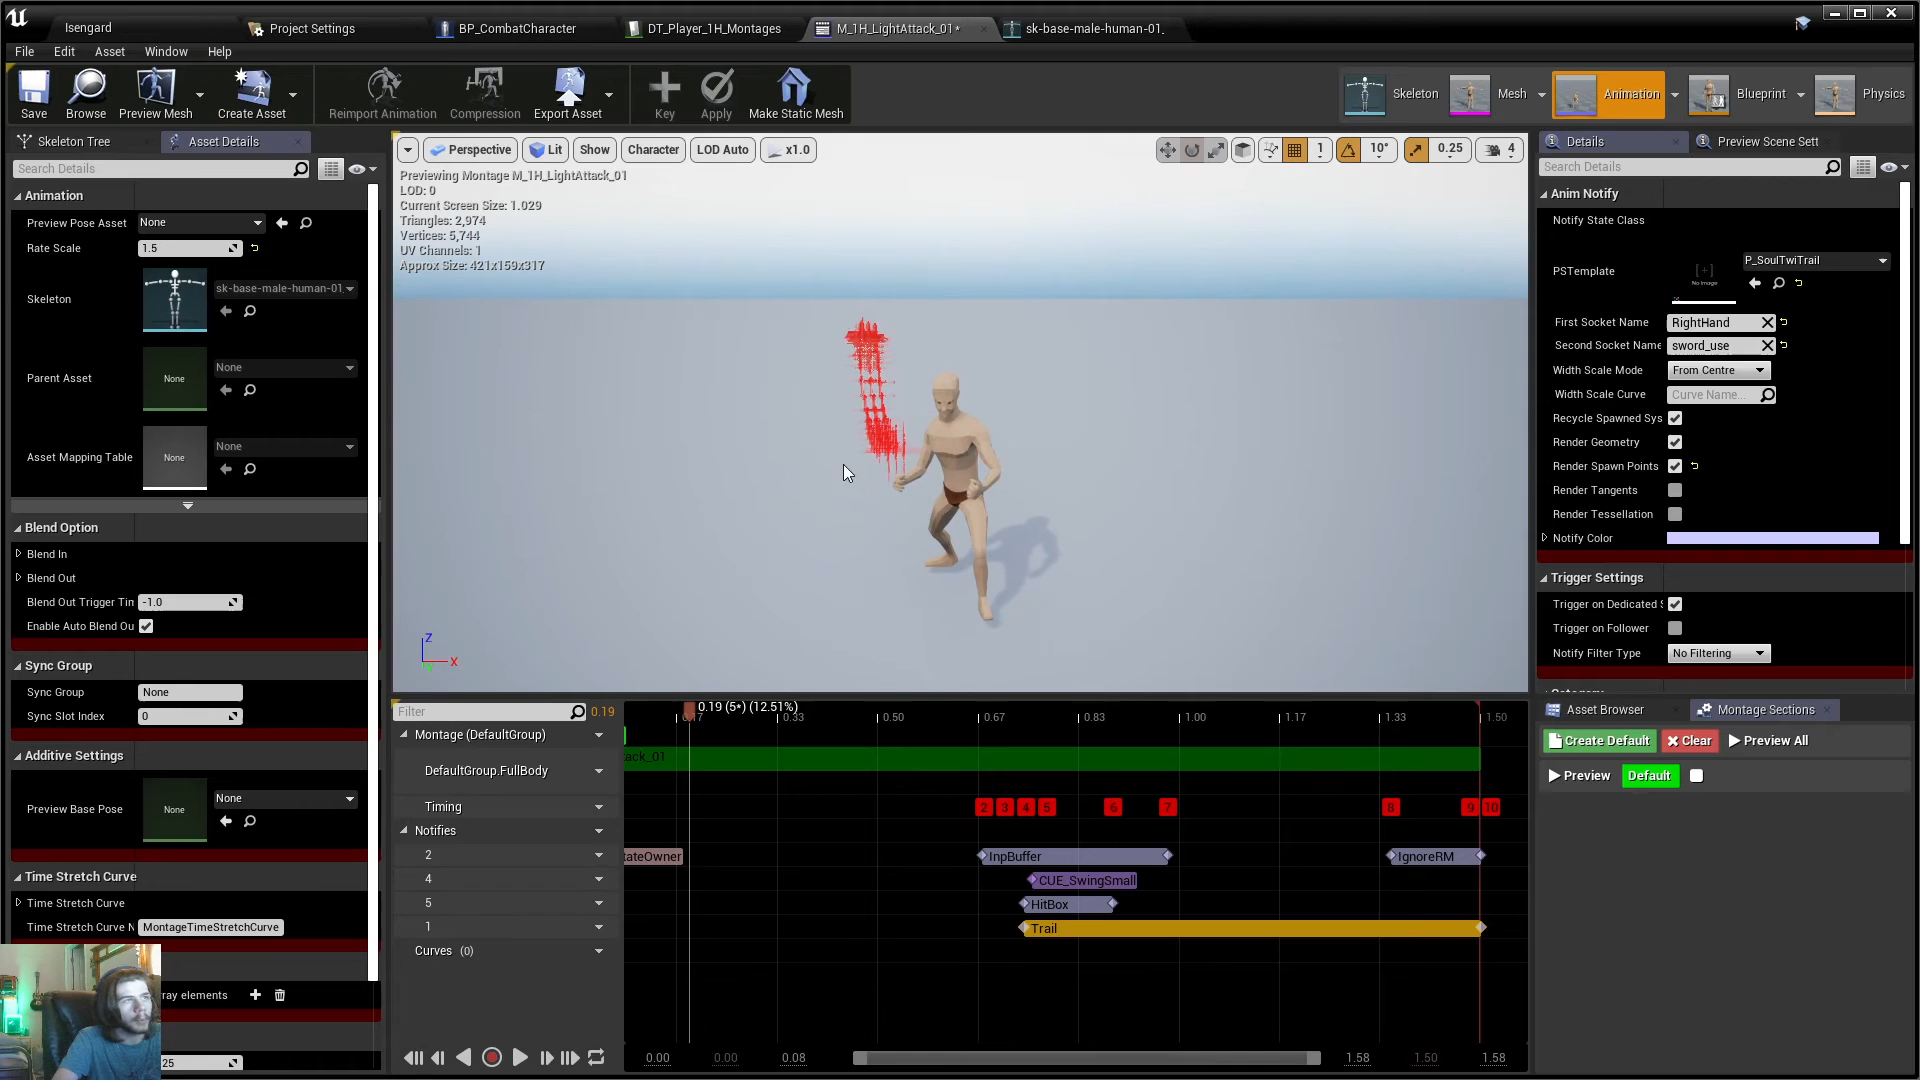 Isengard
Project Settings
BP_CombatCharacter
DT_Player_1H_Montages
M_1H_LightAttack_01*
sk-base-male-human-01_
File Edit Asset Window Help
Save
Browse
Preview Mesh
Create Asset
Reimport Animation
Compression
Export Asset
Key
Apply
Make Static Mesh
Skeleton
Mesh
Animation
Blueprint
Physics
Skeleton Tree
Asset Details
Search Details
Animation
Preview Pose Asset None
Rate Scale 1.5
Skeleton sk-base-male-human-01_
Parent Asset None None
Asset Mapping Table None None
Blend Option
Blend In
Blend Out
Blend Out Trigger Tin -1.0
Enable Auto Blend Ou
Sync Group
Sync Group None
Sync Slot Index 0
Additive Settings
Preview Base Pose None None
Time Stretch Curve
Time Stretch Curve
Time Stretch Curve N MontageTimeStretchCurve
ray elements
25
Perspective Lit Show Character LOD Auto x1.0
1 10° 0.25 4
Previewing Montage M_1H_LightAttack_01
LOD: 0
Current Screen Size: 1.029
Triangles: 2,974
Vertices: 5,744
UV Channels: 1
Approx Size: 421x159x317
Z
X
Filter 0.19
0.19 (5*) (12.51%)
0.33 0.50 0.67 0.83 1.00 1.17 1.33 1.50
Montage (DefaultGroup)
tack_01
DefaultGroup.FullBody
Timing 2 3 4 5 6 7 8 9 10
Notifies
2 tateOwner InpBuffer IgnoreRM
4 CUE_SwingSmall
5 HitBox
1 Trail
Curves (0)
0.00 0.00 0.08 1.58 1.50 1.58
Details
Preview Scene Sett
Search Details
Anim Notify
Notify State Class
PSTemplate No Image P_SoulTwiTrail
First Socket Name RightHand
Second Socket Name sword_use
Width Scale Mode From Centre
Width Scale Curve Curve Name...
Recycle Spawned Sys
Render Geometry
Render Spawn Points
Render Tangents
Render Tessellation
Notify Color
Trigger Settings
Trigger on Dedicated S
Trigger on Follower
Notify Filter Type No Filtering
Asset Browser
Montage Sections
Create Default Clear Preview All
Preview Default